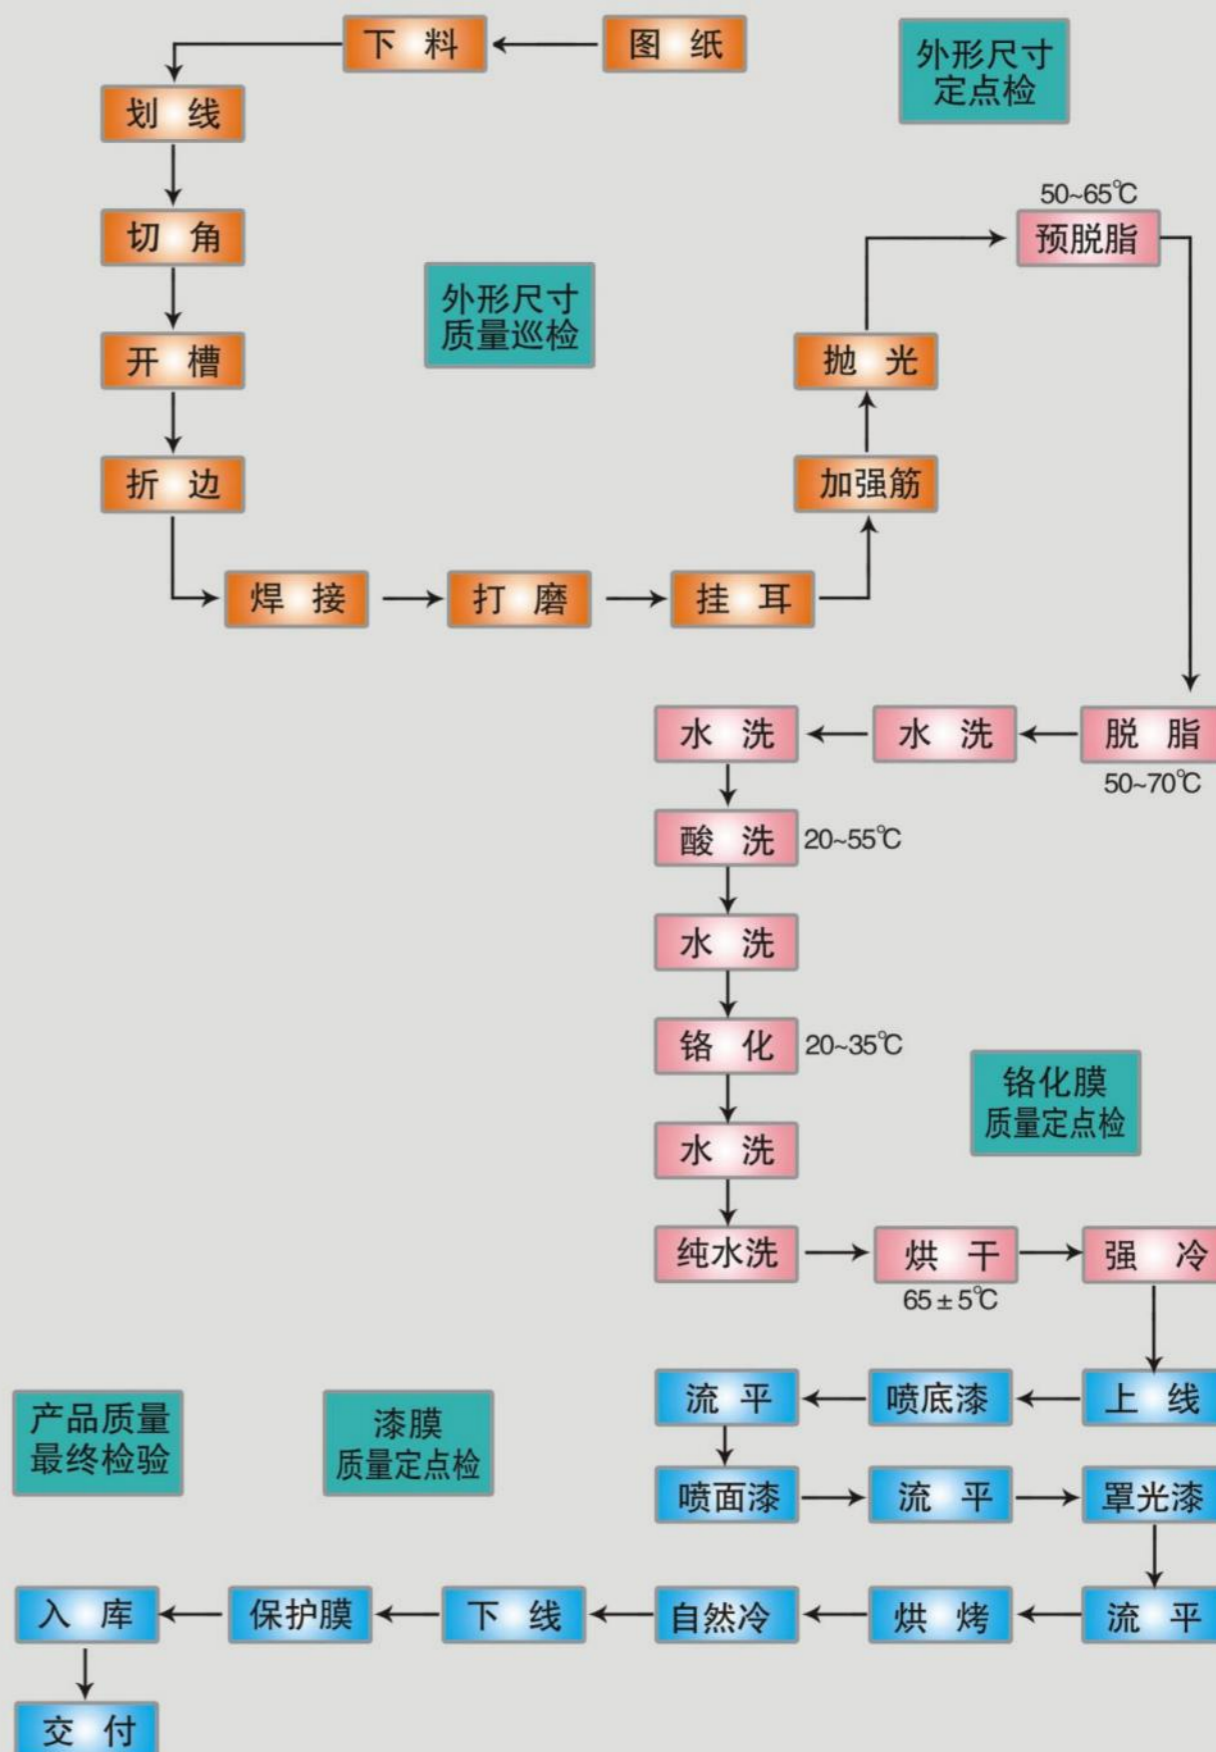 图纸
下料
外形尺寸
定点检
划线
切角
外形尺寸
质量巡检
开槽
折边
焊接
打磨
挂耳
加强筋
抛光
50~65℃
预脱脂
脱脂
50~70℃
水洗
水洗
酸洗
20~55℃
水洗
铬化
20~35℃
铬化膜
质量定点检
水洗
纯水洗
烘干
65±5℃
强冷
上线
喷底漆
流平
喷面漆
流平
罩光漆
流平
烘烤
自然冷
漆膜
质量定点检
下线
保护膜
产品质量
最终检验
入库
交付